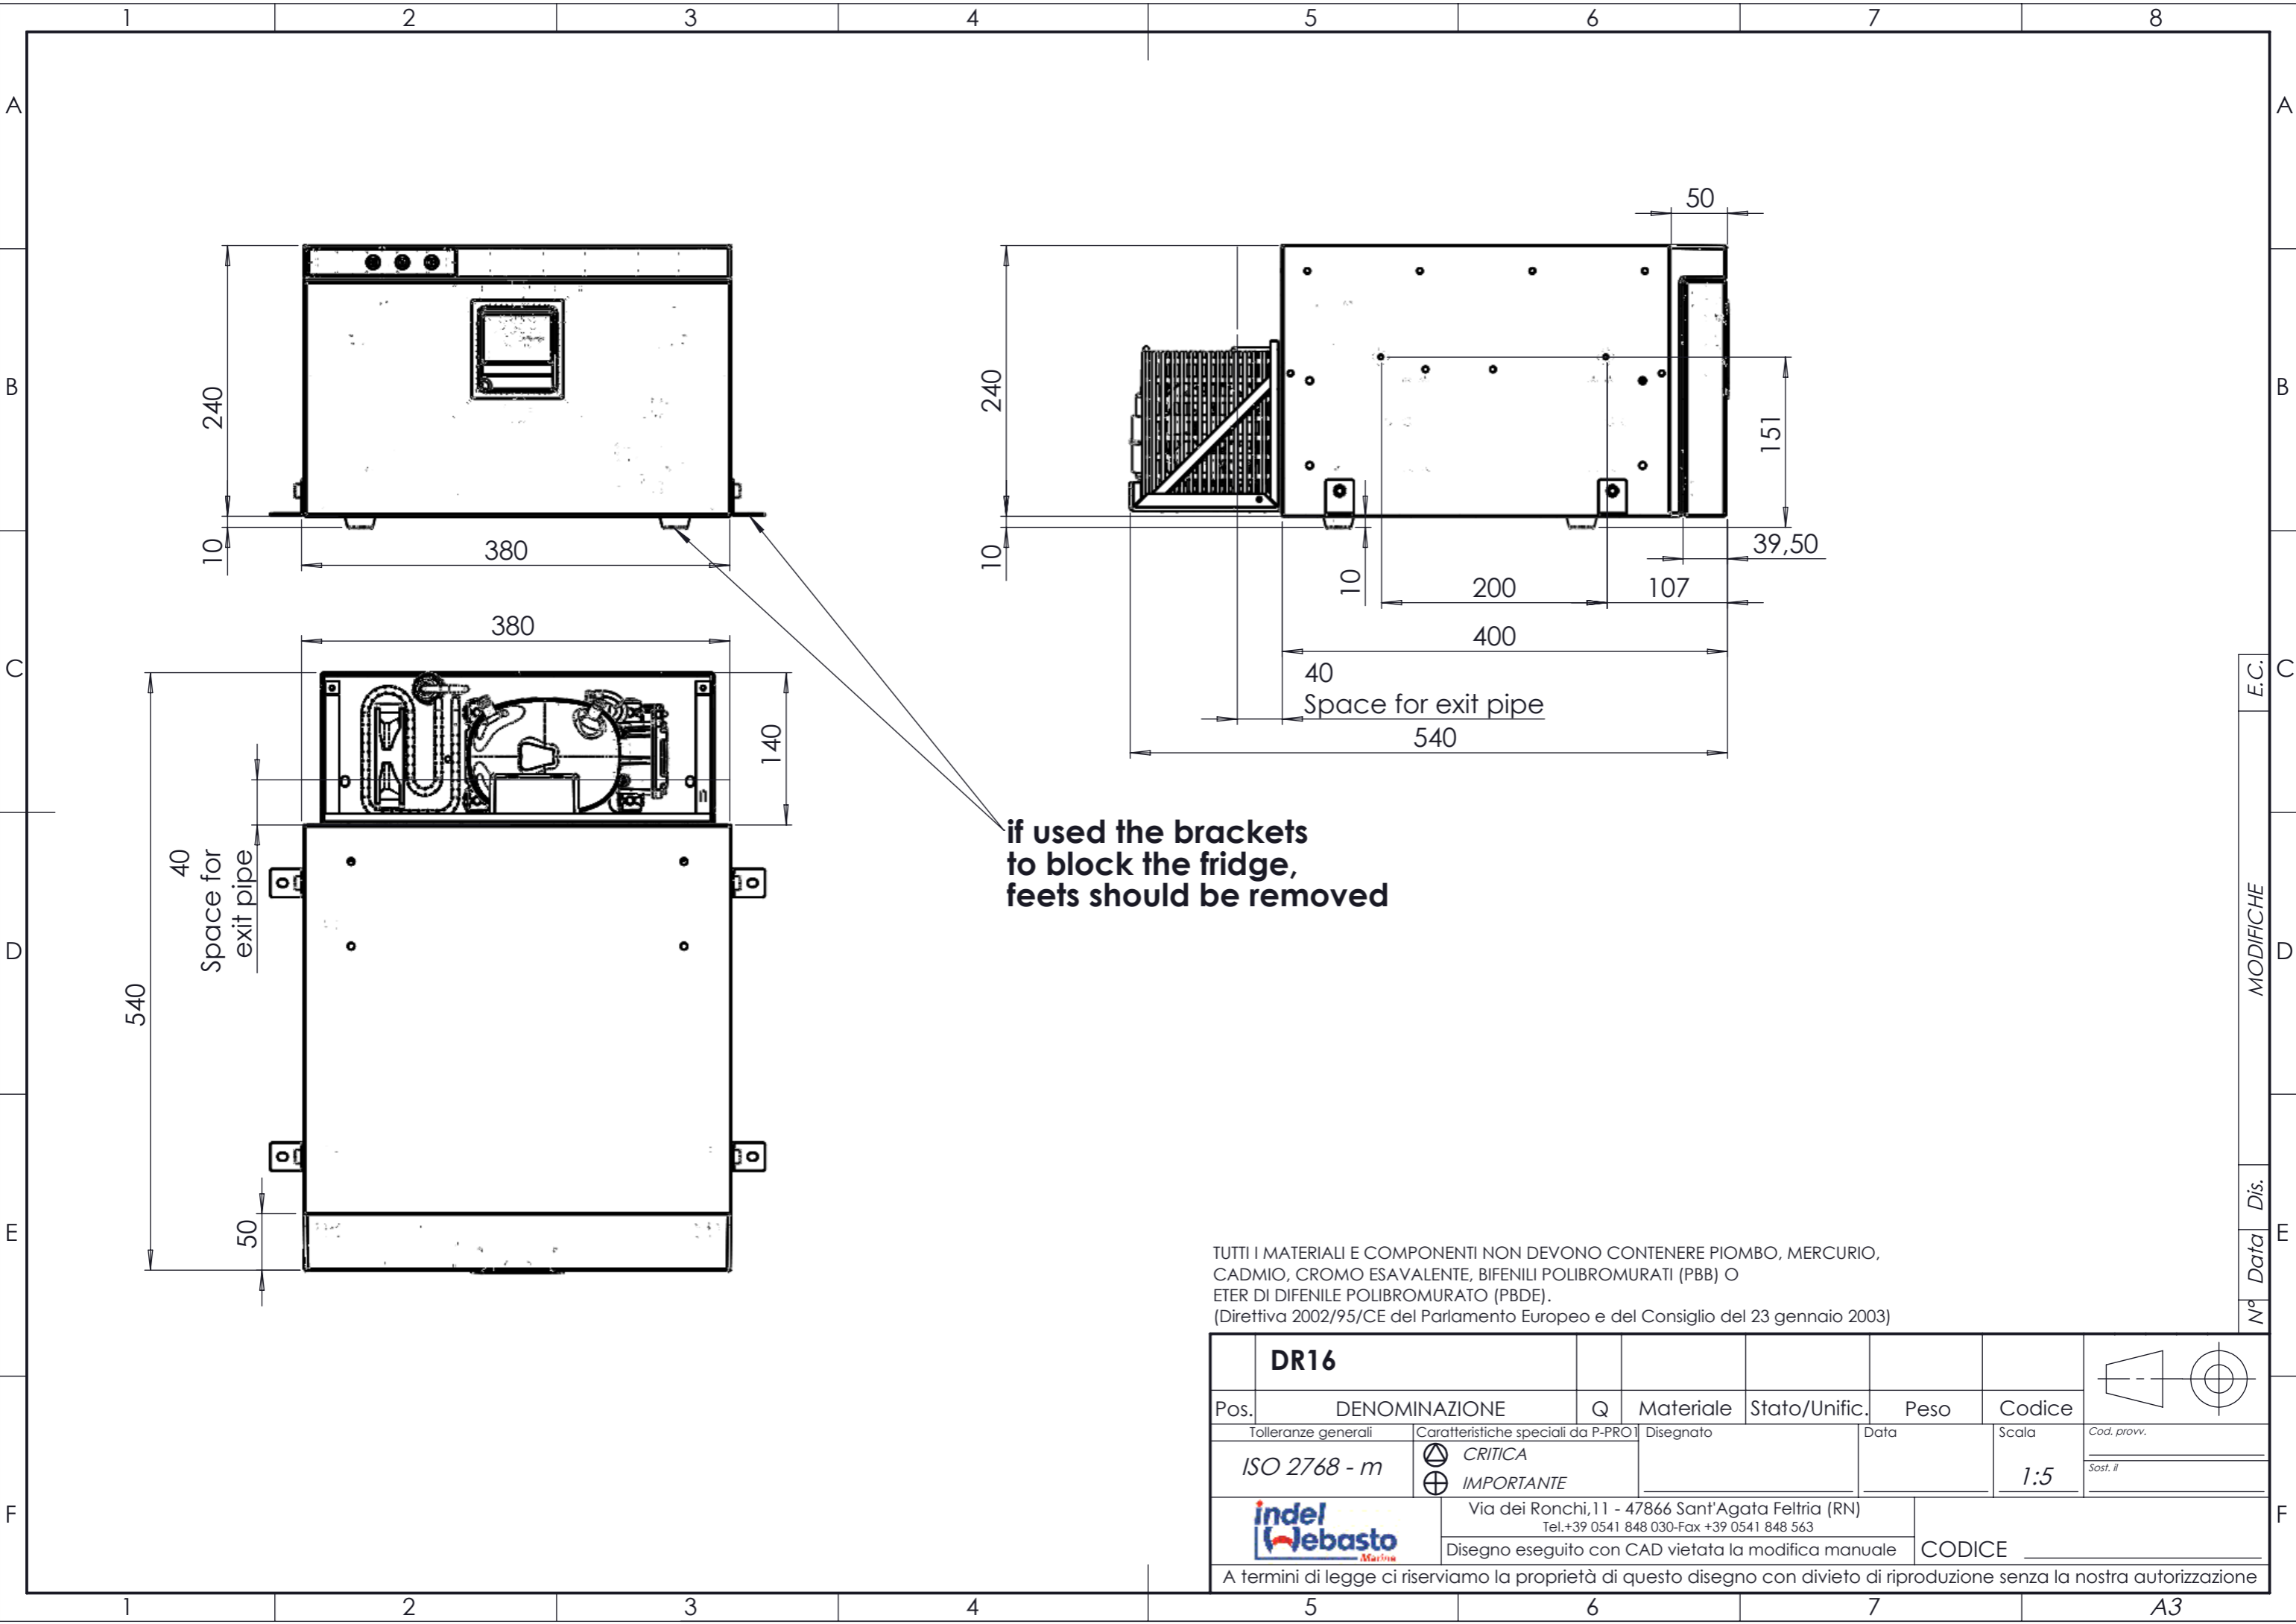 1 2 3 4 5 6 7 8
A A
B B
C C
D D
E E
F F
240
10
380
50
240
10
10
151
39,50
200 107
400
40
Space for exit pipe
540
380
140
540
40
Space for
exit pipe
50
if used the brackets
to block the fridge,
feets should be removed
E.C.
MODIFICHE
Dis.
Data
N°
TUTTI I MATERIALI E COMPONENTI NON DEVONO CONTENERE PIOMBO, MERCURIO,
CADMIO, CROMO ESAVALENTE, BIFENILI POLIBROMURATI (PBB) O
ETER DI DIFENILE POLIBROMURATO (PBDE).
(Direttiva 2002/95/CE del Parlamento Europeo e del Consiglio del 23 gennaio 2003)
DR16
Pos. DENOMINAZIONE Q Materiale Stato/Unific. Peso Codice
Tolleranze generali Caratteristiche speciali da P-PRO1 Disegnato Data Scala Cod. provv.
ISO 2768 - m CRITICA
IMPORTANTE 1:5 Sost. il
indel
Webasto
Marine
Via dei Ronchi,11 - 47866 Sant'Agata Feltria (RN)
Tel.+39 0541 848 030-Fax +39 0541 848 563
Disegno eseguito con CAD vietata la modifica manuale CODICE
A termini di legge ci riserviamo la proprietà di questo disegno con divieto di riproduzione senza la nostra autorizzazione
1 2 3 4 5 6 7 A3